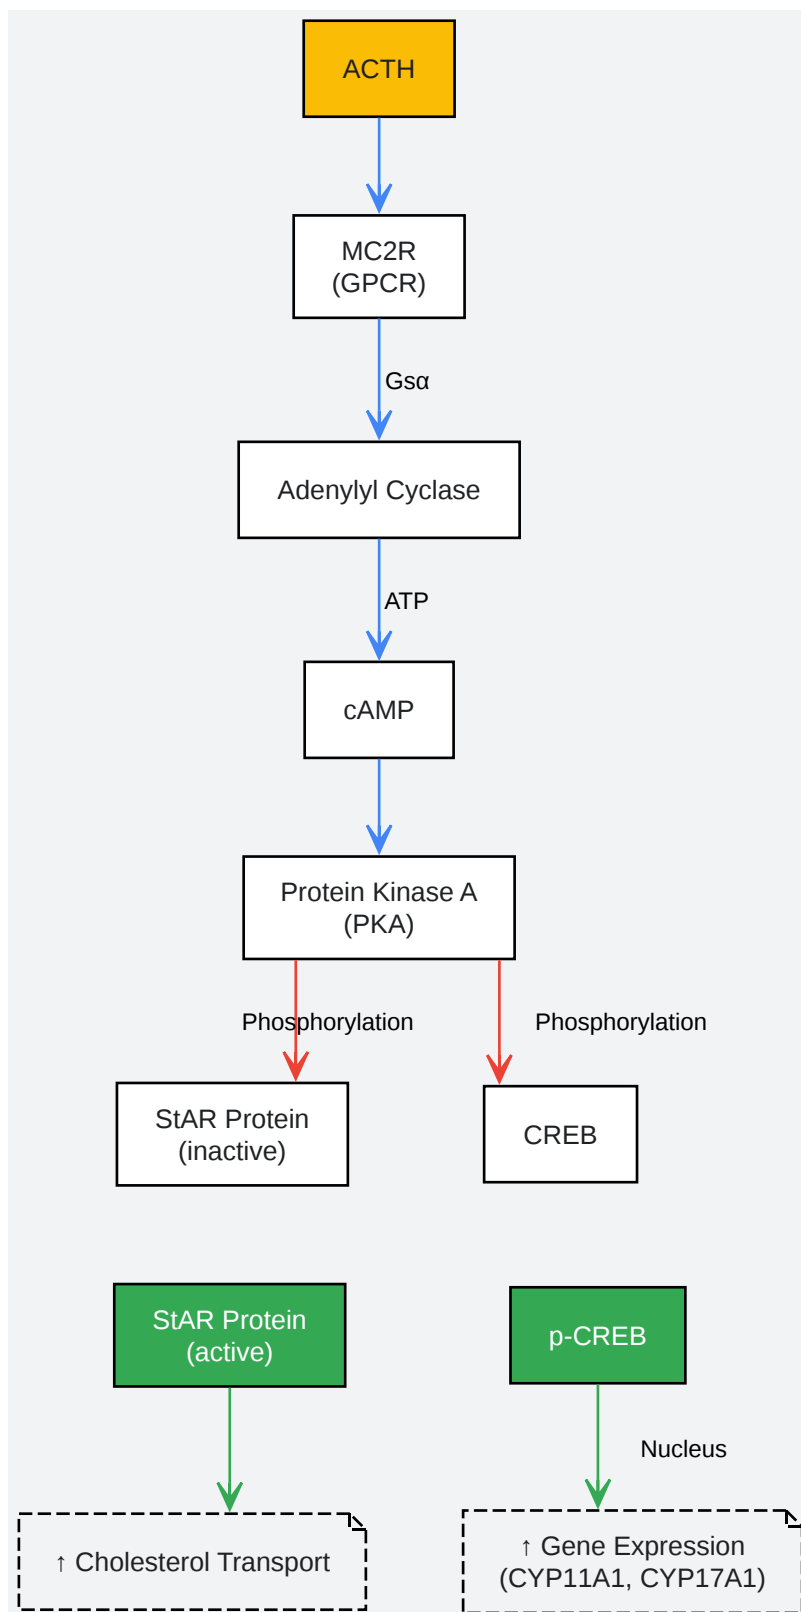 ACTH
MC2R
(GPCR)
Gsα
Adenylyl Cyclase
ATP
cAMP
Protein Kinase A
(PKA)
Phosphorylation
Phosphorylation
StAR Protein
(inactive)
CREB
StAR Protein
(active)
p-CREB
Nucleus
↑ Cholesterol Transport
↑ Gene Expression
(CYP11A1, CYP17A1)